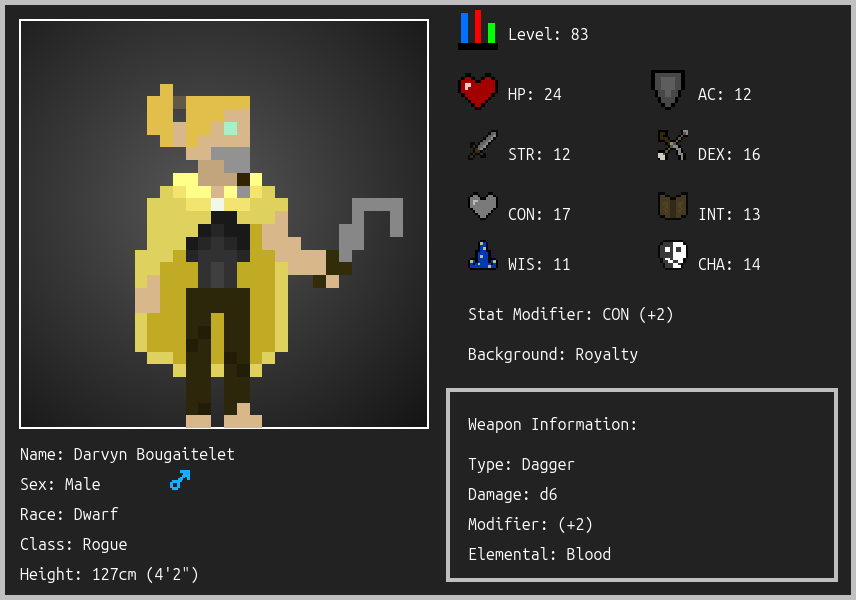 Level: 83
HP: 24
AC: 12
STR: 12
DEX: 16
CON: 17
INT: 13
WIS: 11
CHA: 14
Stat Modifier: CON (+2)
Background: Royalty
Weapon Information:
Type: Dagger
Damage: d6
Modifier: (+2)
Elemental: Blood
Name: Darvyn Bougaitelet
Sex: Male
Race: Dwarf
Class: Rogue
Height: 127cm (4'2")